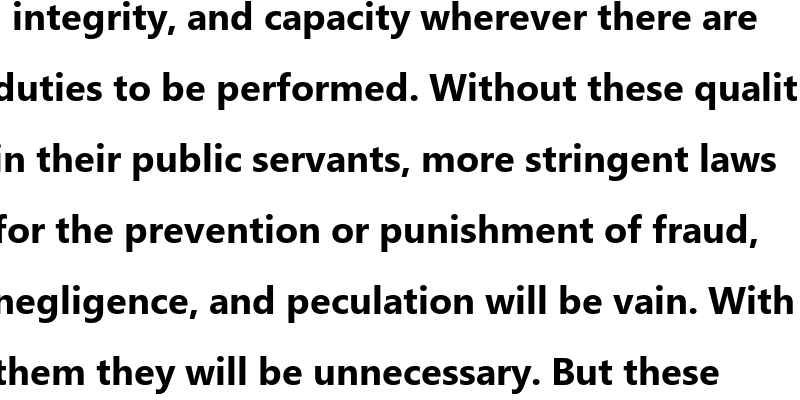 integrity, and capacity wherever there are
duties to be performed. Without these qualit
in their public servants, more stringent laws
for the prevention or punishment of fraud,
negligence, and peculation will be vain. With
them they will be unnecessary. But these